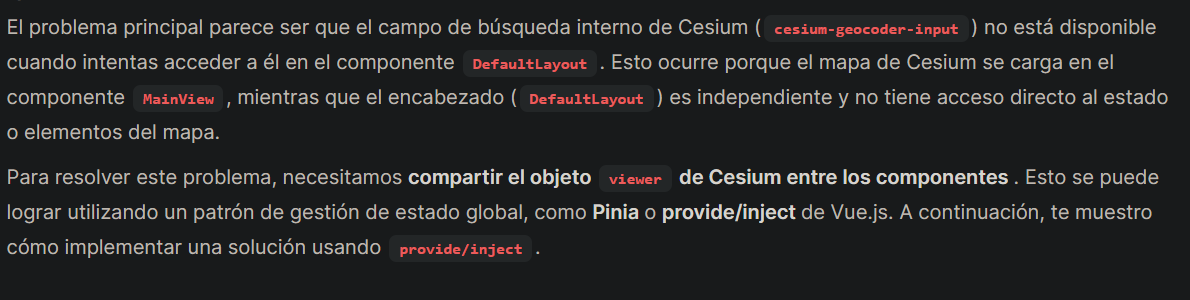 El problema principal parece ser que el campo de búsqueda interno de Cesium ( cesium-geocoder-input ) no está disponible
cuando intentas acceder a él en el componente DefaultLayout . Esto ocurre porque el mapa de Cesium se carga en el
componente MainView , mientras que el encabezado ( DefaultLayout ) es independiente y no tiene acceso directo al estado
o elementos del mapa.
Para resolver este problema, necesitamos compartir el objeto viewer de Cesium entre los componentes . Esto se puede
lograr utilizando un patrón de gestión de estado global, como Pinia o provide/inject de Vue.js. A continuación, te muestro
cómo implementar una solución usando provide/inject .